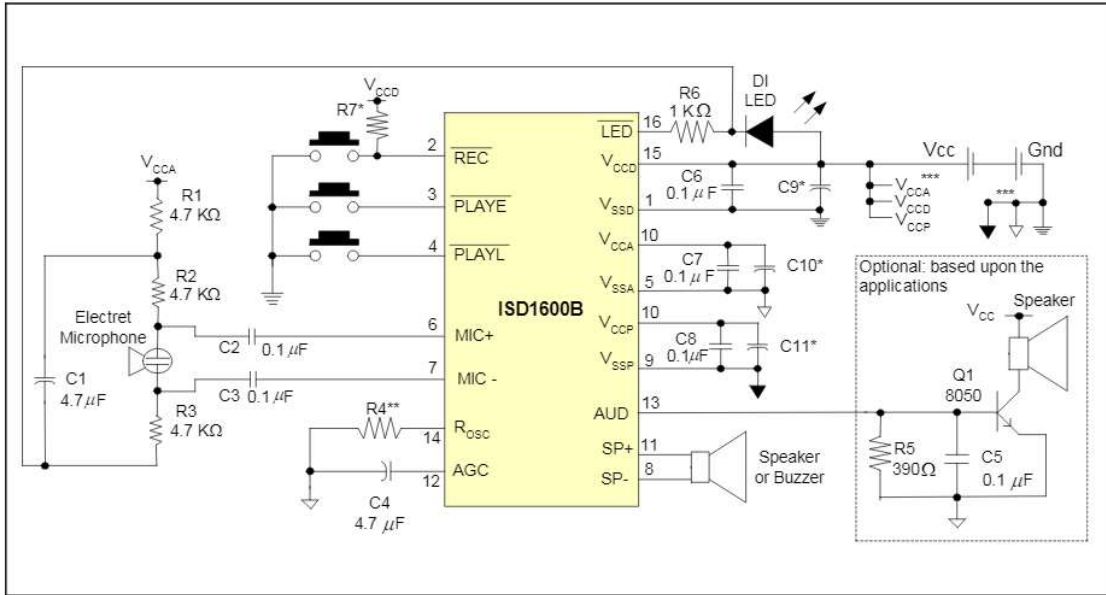 V_CCA
R1
4.7 KΩ
R2
4.7 KΩ
Electret
Microphone
C1
4.7 μF
R3
4.7 KΩ
C2
0.1 μF
C3
0.1 μF
V_CCD
R7*
R4**
C4
4.7 μF
2
REC
3
PLAYE
4
PLAYL
ISD1600B
6
MIC+
7
MIC -
14
R_OSC
12
AGC
16
LED
15
V_CCD
1
V_SSD
10
V_CCA
5
V_SSA
10
V_CCP
9
V_SSP
13
AUD
11
SP+
8
SP-
R6
1 KΩ
DI
LED
C6
0.1 μF
C9*
C7
0.1 μF
C10*
C8
0.1 μF
C11*
Vcc
Gnd
V_CCA ***
V_CCD
V_CCP
***
Speaker
or Buzzer
Optional: based upon the
applications
Speaker
V_CC
Q1
8050
R5
390Ω
C5
0.1 μF